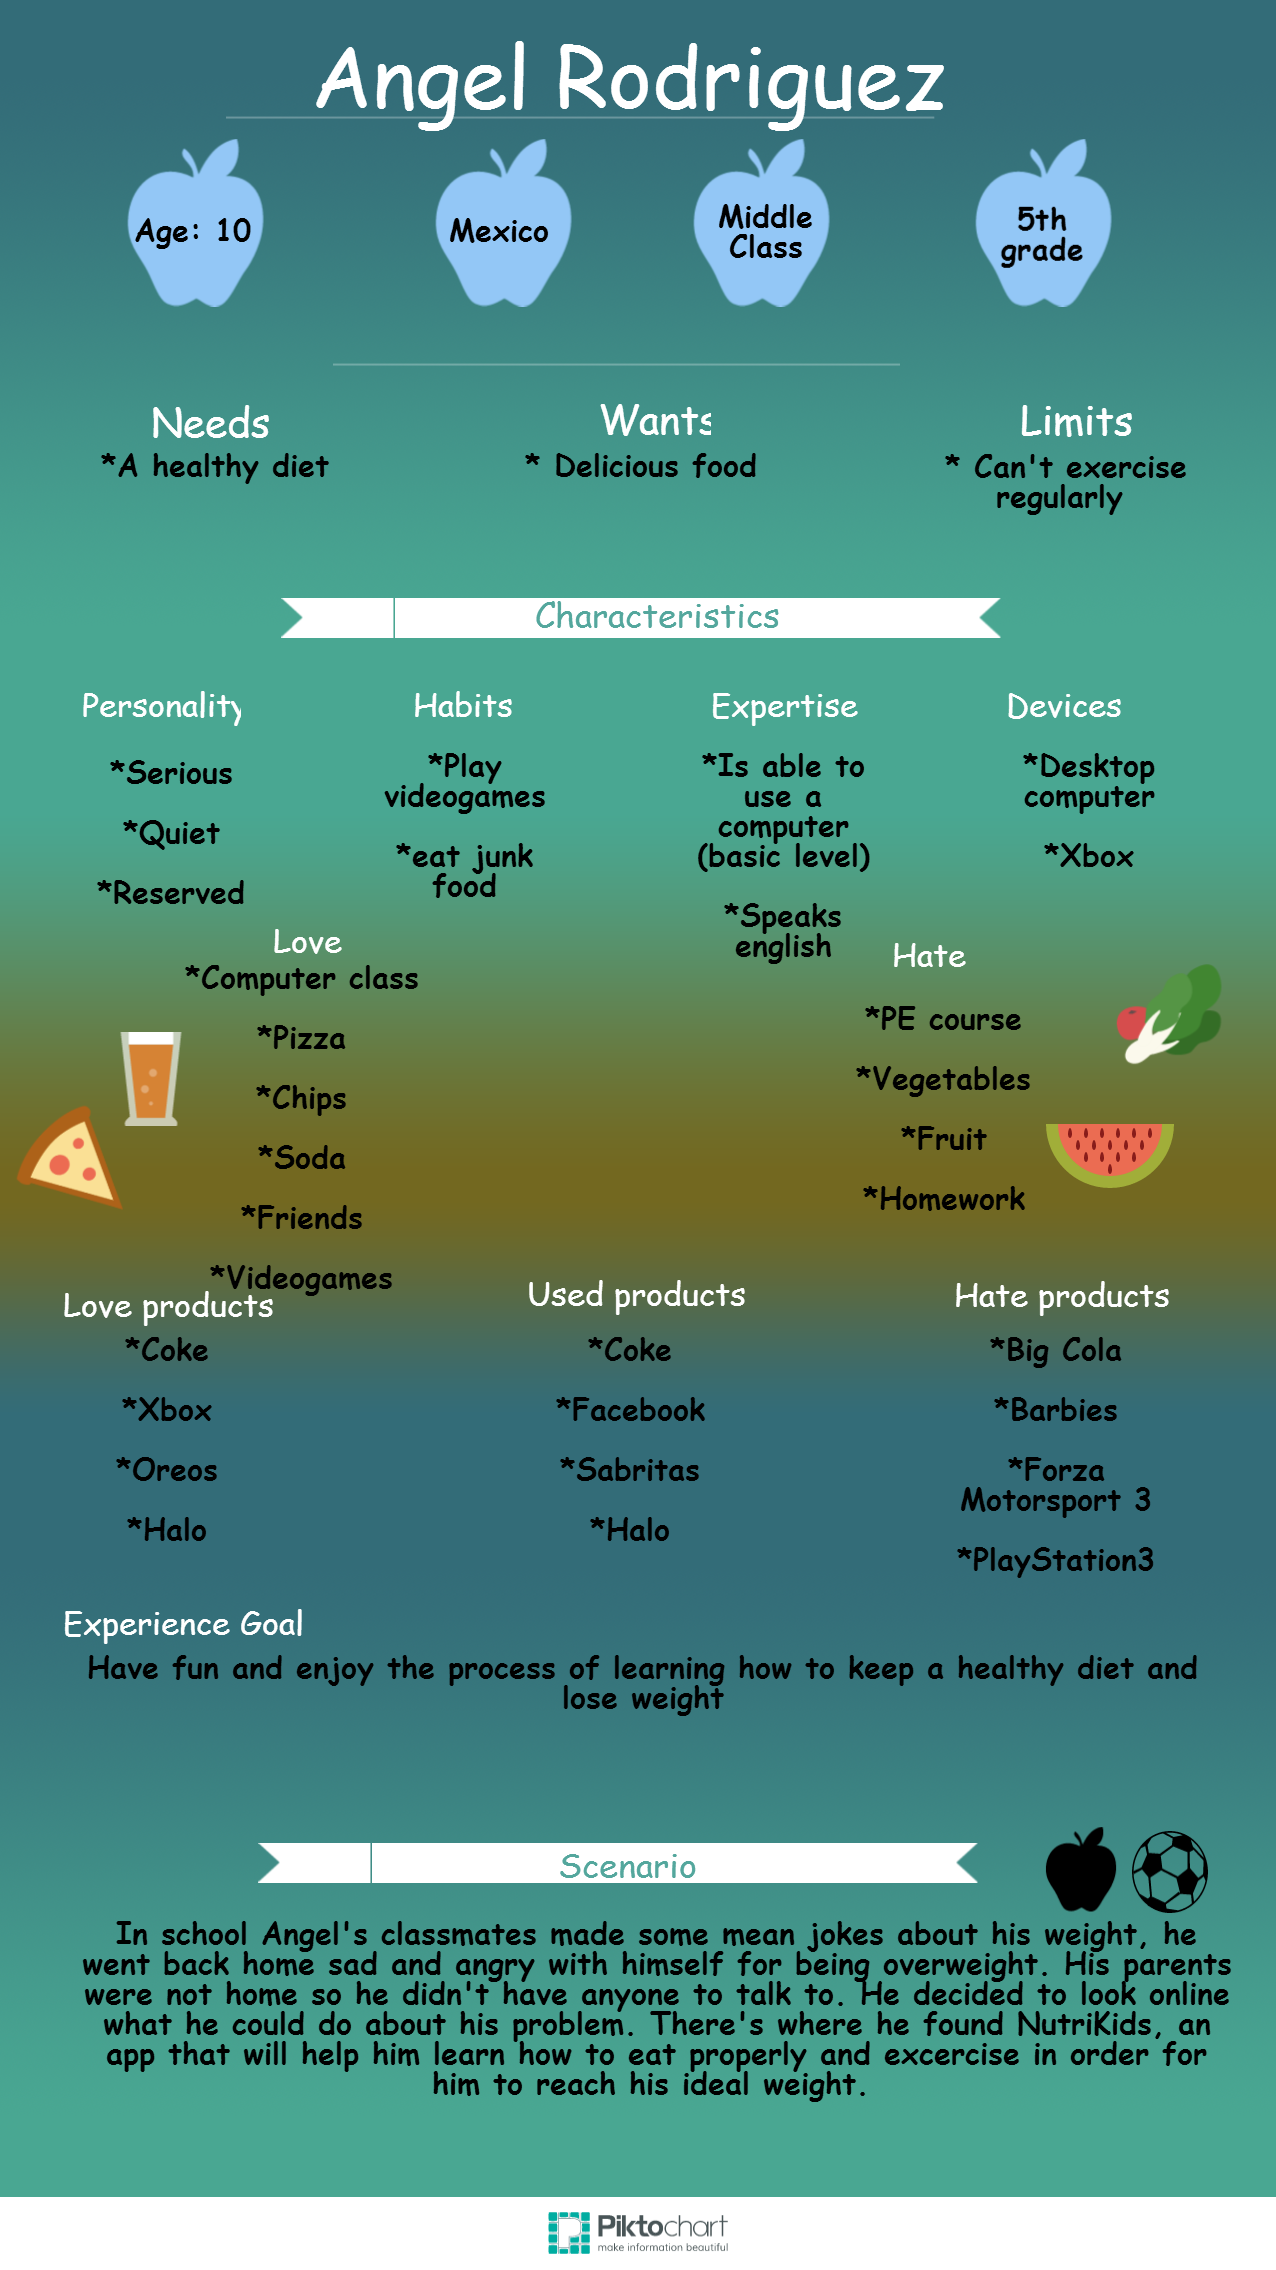 Angel Rodriguez
Age: 10
Mexico
Middle
Class
5th
grade
Needs
*A healthy diet
Wants
* Delicious food
Limits
* Can't exercise
regularly
Characteristics
Personality
*Serious
*Quiet
*Reserved
Habits
*Play
videogames
*eat junk
food
Expertise
*Is able to
use a
computer
(basic level)
*Speaks
english
Devices
*Desktop
computer
*Xbox
Love
*Computer class
*Pizza
*Chips
*Soda
*Friends
*Videogames
Hate
*PE course
*Vegetables
*Fruit
*Homework
Love products
*Coke
*Xbox
*Oreos
*Halo
Used products
*Coke
*Facebook
*Sabritas
*Halo
Hate products
*Big Cola
*Barbies
*Forza
Motorsport 3
*PlayStation3
Experience Goal
Have fun and enjoy the process of learning how to keep a healthy diet and
lose weight
Scenario
In school Angel's classmates made some mean jokes about his weight, he
went back home sad and angry with himself for being overweight. His parents
were not home so he didn't have anyone to talk to. He decided to look online
what he could do about his problem. There's where he found NutriKids, an
app that will help him learn how to eat properly and excercise in order for
him to reach his ideal weight.
Piktochart
make information beautiful